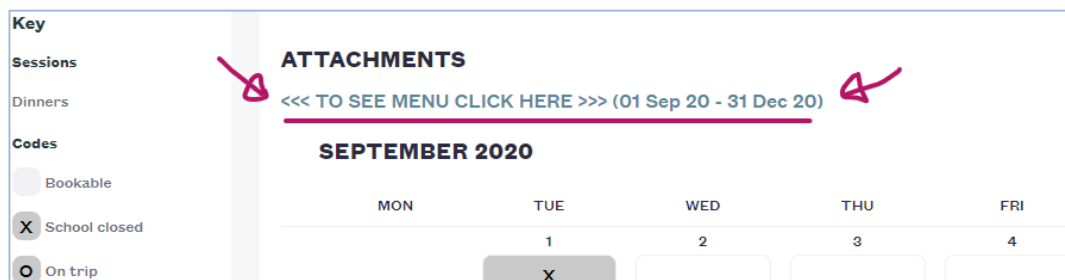 Key
Sessions
Dinners
Codes
Bookable
X School closed
O On trip
ATTACHMENTS
<<< TO SEE MENU CLICK HERE >>> (01 Sep 20 - 31 Dec 20)
SEPTEMBER 2020
MON TUE WED THU FRI
1 2 3 4
X